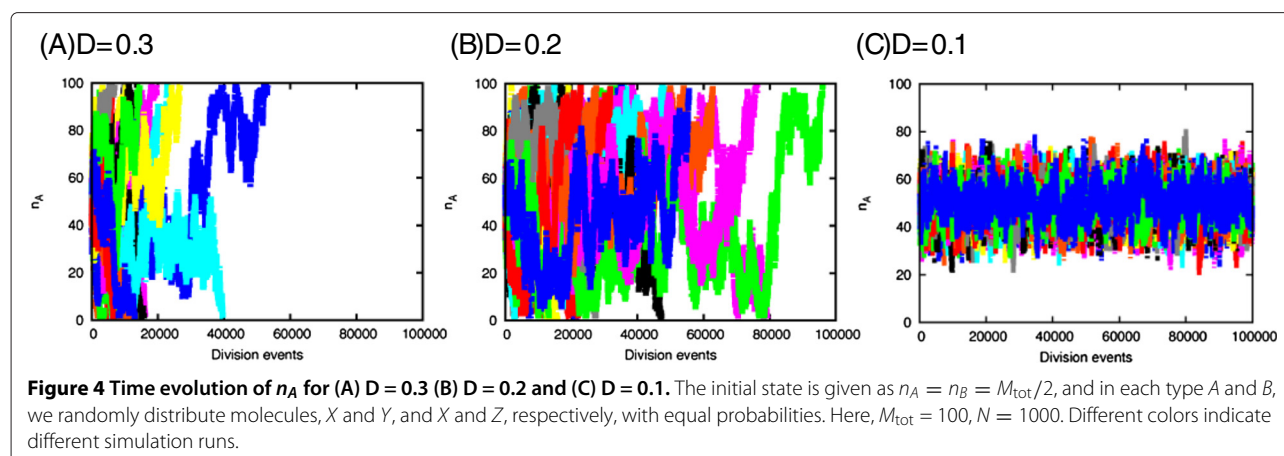 (A)D=0.3 (B)D=0.2 (C)D=0.1
100 100 100
80 80 80
60 60 60
n_A n_A n_A
40 40 40
20 20 20
0 0 0
0 20000 40000 60000 80000 100000 0 20000 40000 60000 80000 100000 0 20000 40000 60000 80000 100000
Division events Division events Division events
Figure 4 Time evolution of n_A for (A) D = 0.3 (B) D = 0.2 and (C) D = 0.1. The initial state is given as n_A = n_B = M_tot/2, and in each type A and B,
we randomly distribute molecules, X and Y, and X and Z, respectively, with equal probabilities. Here, M_tot = 100, N = 1000. Different colors indicate
different simulation runs.